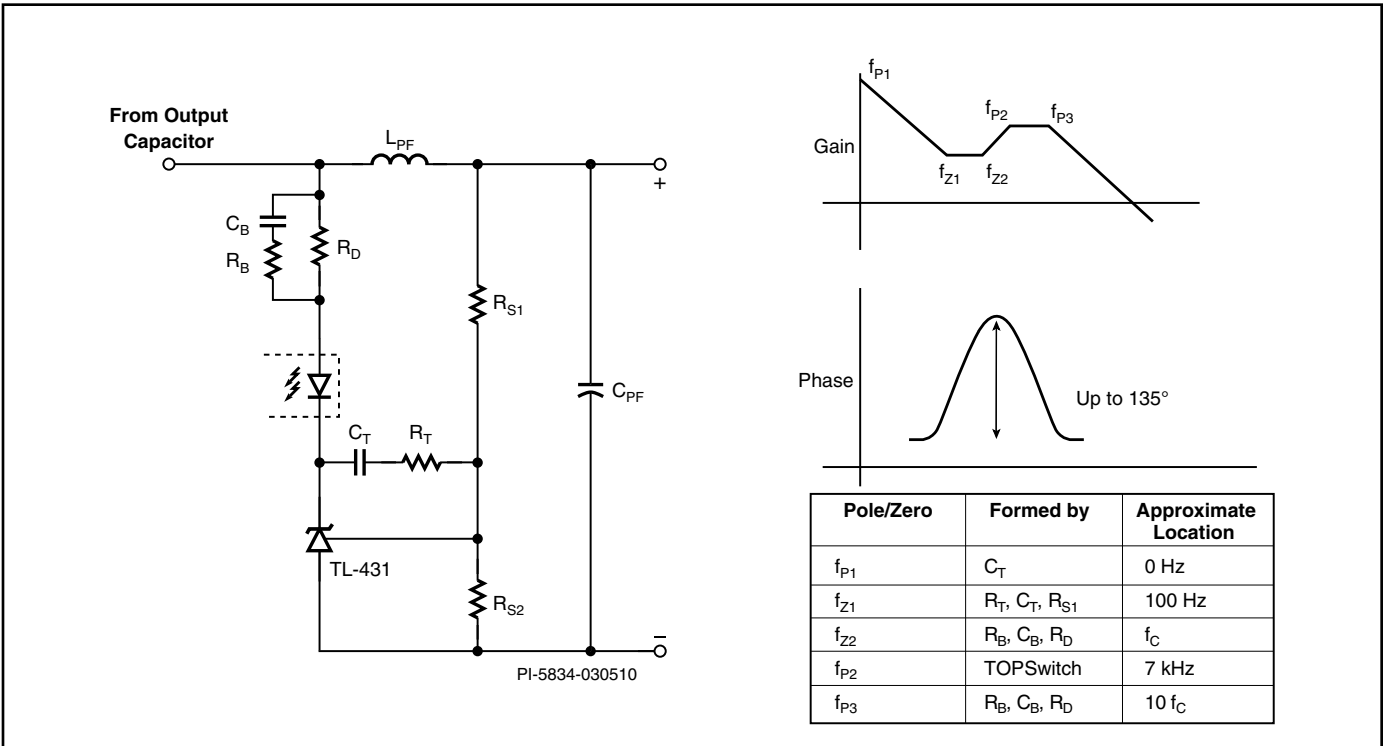 From Output
Capacitor
L_PF
C_B
R_B
R_D
R_S1
+
C_PF
C_T
R_T
TL-431
R_S2
–
PI-5834-030510
Gain
f_P1
f_P2
f_P3
f_Z1
f_Z2
Phase
Up to 135°
Pole/Zero Formed by Approximate Location
f_P1 C_T 0 Hz
f_Z1 R_T, C_T, R_S1 100 Hz
f_Z2 R_B, C_B, R_D f_C
f_P2 TOPSwitch 7 kHz
f_P3 R_B, C_B, R_D 10 f_C